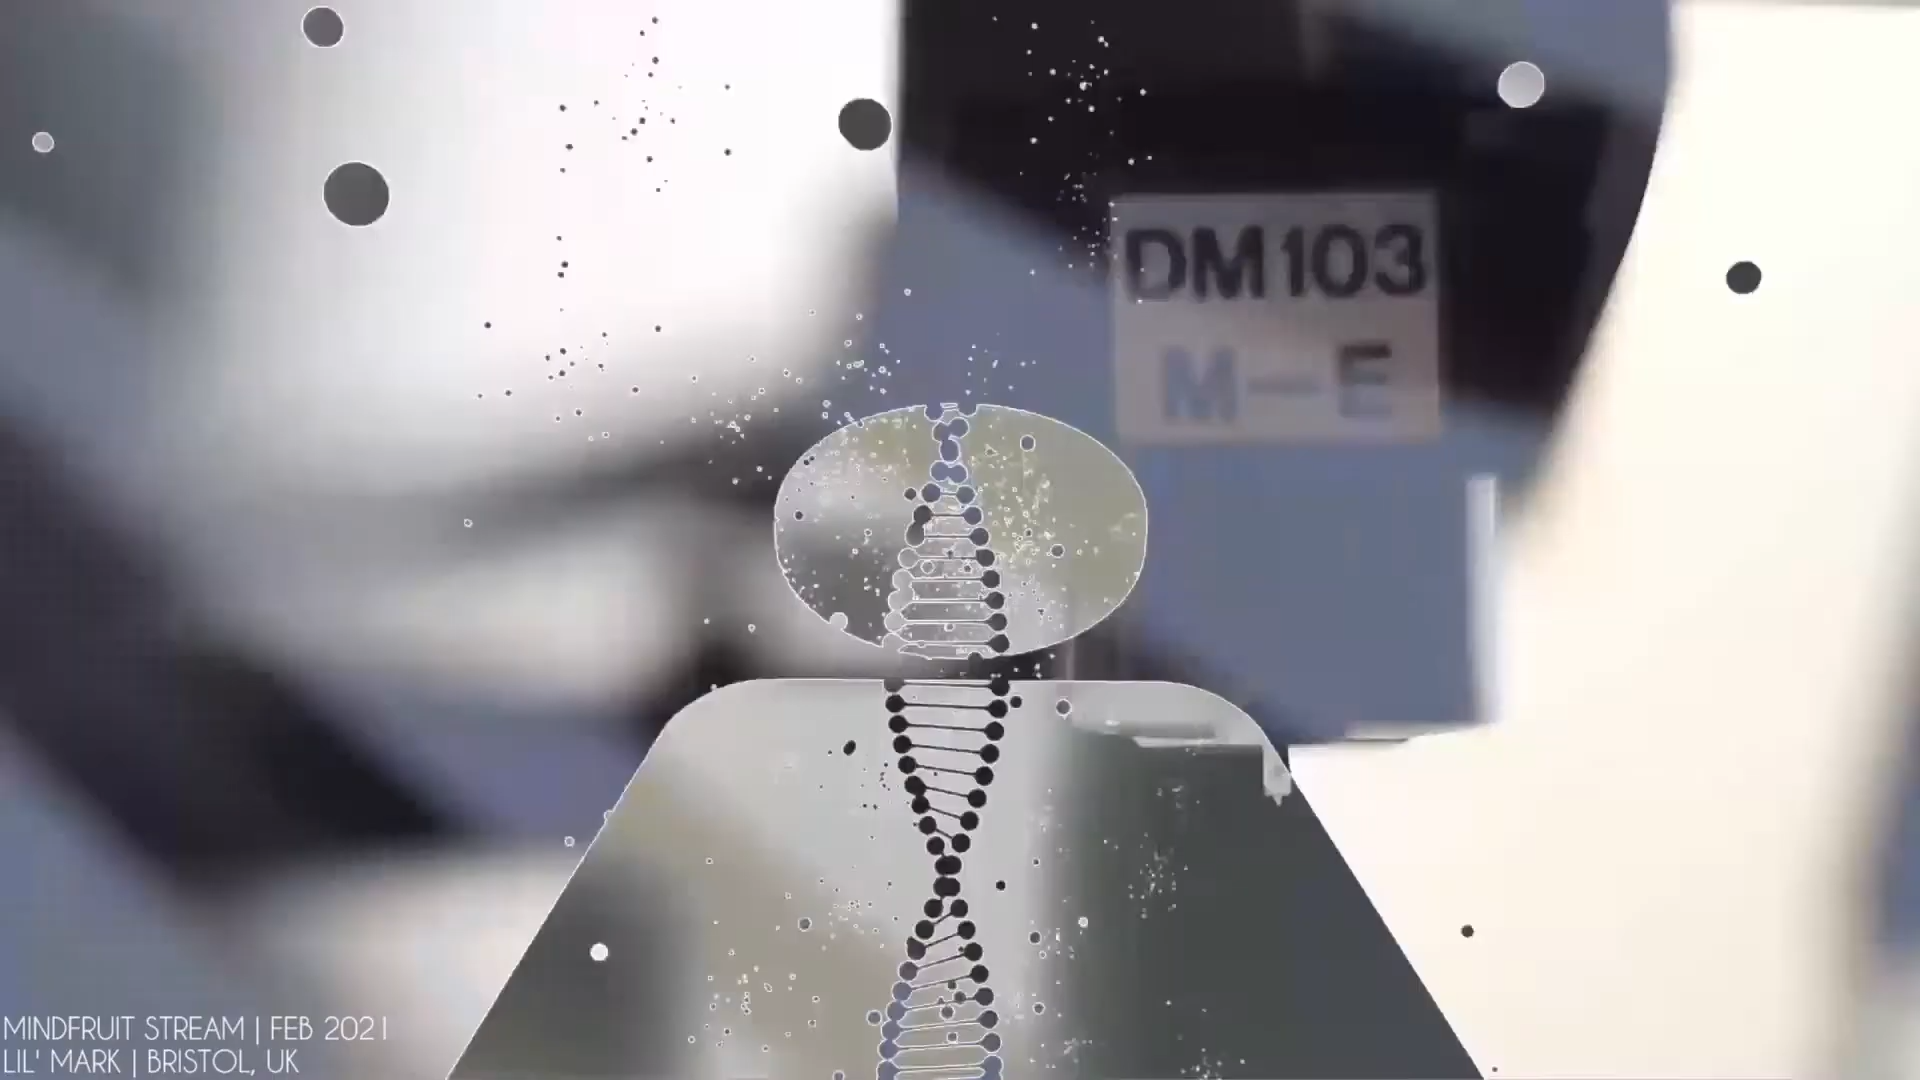 DM103
M-E
MINDFRUIT STREAM | FEB 2021
LIL' MARK | BRISTOL, UK